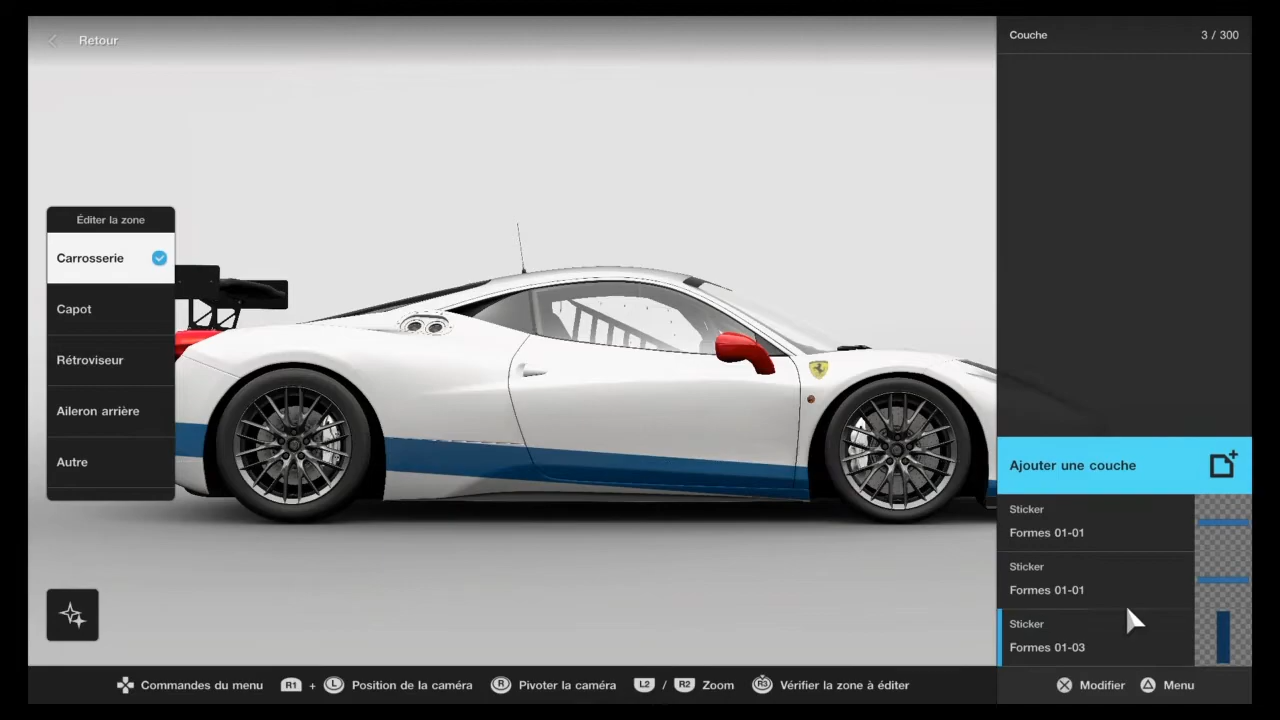 Retour
Couche 3 / 300
Éditer la zone
Carrosserie
Capot
Rétroviseur
Aileron arrière
Autre
Ajouter une couche
Sticker
Formes 01-01
Sticker
Formes 01-01
Sticker
Formes 01-03
Commandes du menu R1 + L Position de la caméra R Pivoter la caméra L2 / R2 Zoom R3 Vérifier la zone à éditer Modifier Menu